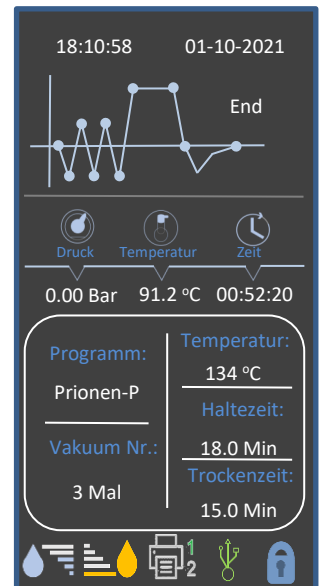 18:10:58 01-10-2021
End
Druck Temperatur Zeit
0.00 Bar 91.2 °C 00:52:20
Programm:
Prionen-P
Vakuum Nr.:
3 Mal
Temperatur:
134 °C
Haltezeit:
18.0 Min
Trockenzeit:
15.0 Min
1
2